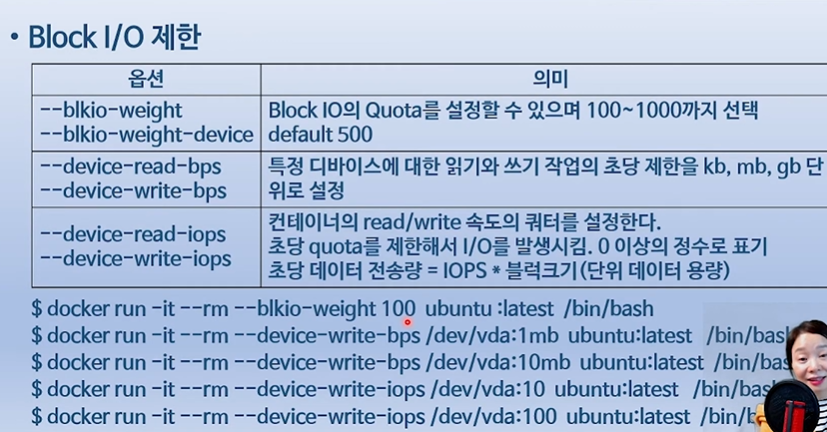 • Block I/O 제한
옵션 의미
--blkio-weight
--blkio-weight-device
Block IO의 Quota를 설정할 수 있으며 100~1000까지 선택
default 500
--device-read-bps
--device-write-bps
특정 디바이스에 대한 읽기와 쓰기 작업의 초당 제한을 kb, mb, gb 단
위로 설정
--device-read-iops
--device-write-iops
컨테이너의 read/write 속도의 쿼터를 설정한다.
초당 quota를 제한해서 I/O를 발생시킴. 0 이상의 정수로 표기
초당 데이터 전송량 = IOPS * 블럭크기(단위 데이터 용량)
$ docker run -it --rm --blkio-weight 100 ubuntu :latest /bin/bash
$ docker run -it --rm --device-write-bps /dev/vda:1mb ubuntu:latest /bin/bas
$ docker run -it --rm --device-write-bps /dev/vda:10mb ubuntu:latest /bin/bas
$ docker run -it --rm --device-write-iops /dev/vda:10 ubuntu:latest /bin/bas
$ docker run -it --rm --device-write-iops /dev/vda:100 ubuntu:latest /bin/b